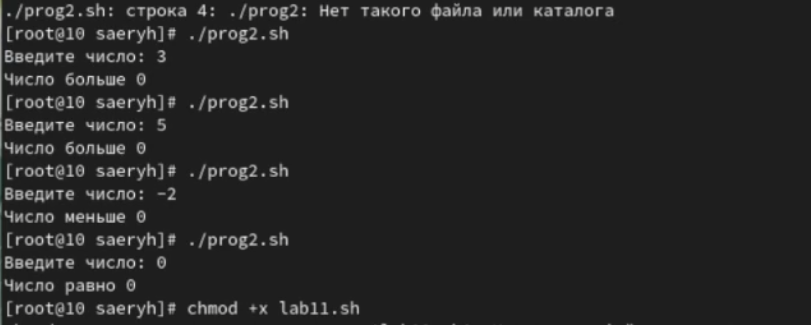 ./prog2.sh: строка 4: ./prog2: Нет такого файла или каталога
[root@10 saeryh]# ./prog2.sh
Введите число: 3
Число больше 0
[root@10 saeryh]# ./prog2.sh
Введите число: 5
Число больше 0
[root@10 saeryh]# ./prog2.sh
Введите число: -2
Число меньше 0
[root@10 saeryh]# ./prog2.sh
Введите число: 0
Число равно 0
[root@10 saeryh]# chmod +x lab11.sh